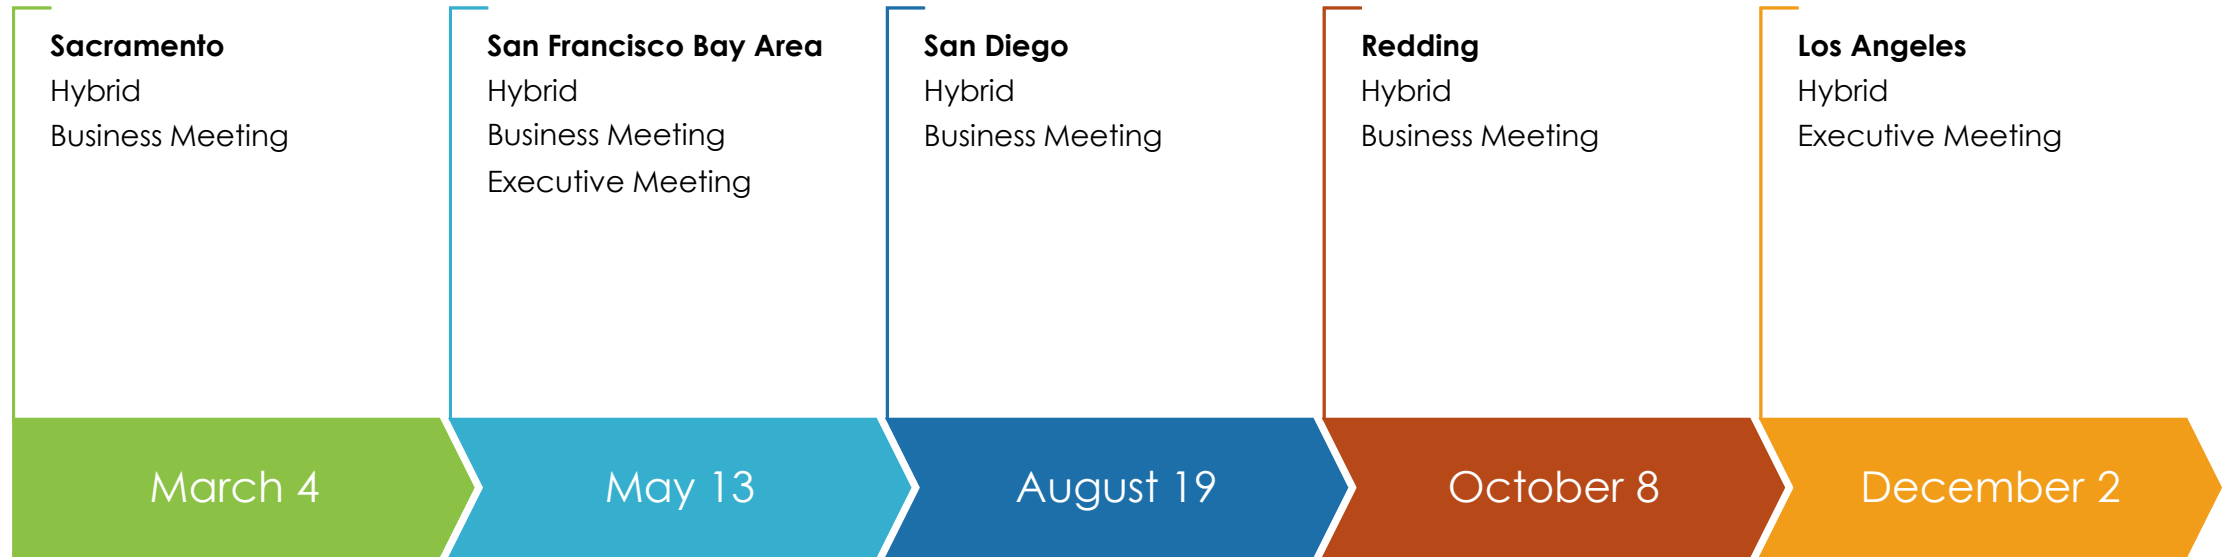 Sacramento
Hybrid
Business Meeting
San Francisco Bay Area
Hybrid
Business Meeting
Executive Meeting
San Diego
Hybrid
Business Meeting
Redding
Hybrid
Business Meeting
Los Angeles
Hybrid
Executive Meeting
March 4
May 13
August 19
October 8
December 2